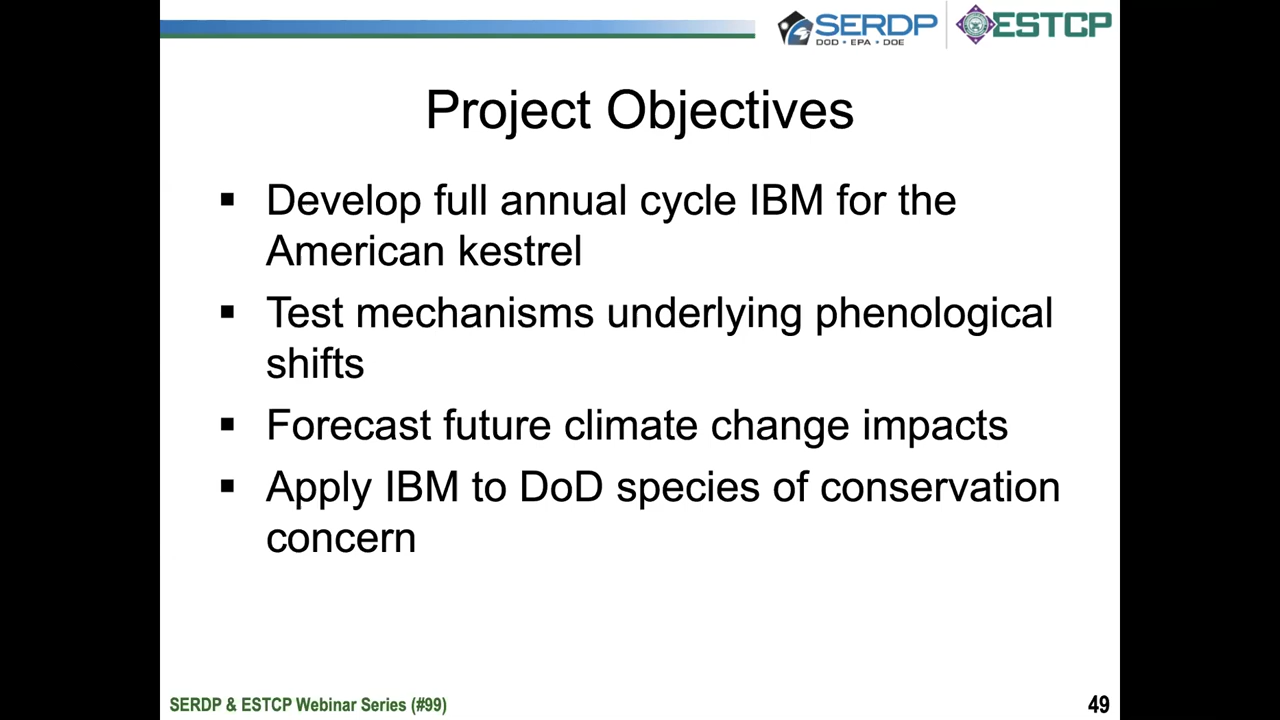 SERDP
DOD • EPA • DOE
ESTCP
Project Objectives
▪ Develop full annual cycle IBM for the
American kestrel
▪ Test mechanisms underlying phenological
shifts
▪ Forecast future climate change impacts
▪ Apply IBM to DoD species of conservation
concern
SERDP & ESTCP Webinar Series (#99)
49